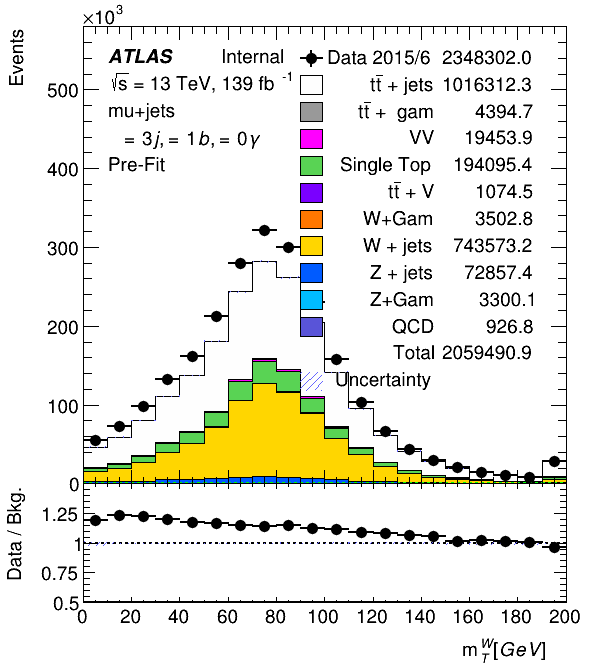 ×10³
Events
ATLAS Internal
√s = 13 TeV, 139 fb⁻¹
mu+jets
= 3j, = 1b, = 0γ
Pre-Fit
Data 2015/6 2348302.0
tt̄ + jets 1016312.3
tt̄ + gam 4394.7
VV 19453.9
Single Top 194095.4
tt̄ + V 1074.5
W+Gam 3502.8
W + jets 743573.2
Z + jets 72857.4
Z+Gam 3300.1
QCD 926.8
Total 2059490.9
Uncertainty
500
400
300
200
100
0
Data / Bkg.
1.25
1
0.75
0.5
0 20 40 60 80 100 120 140 160 180 200
m_T^W [GeV]